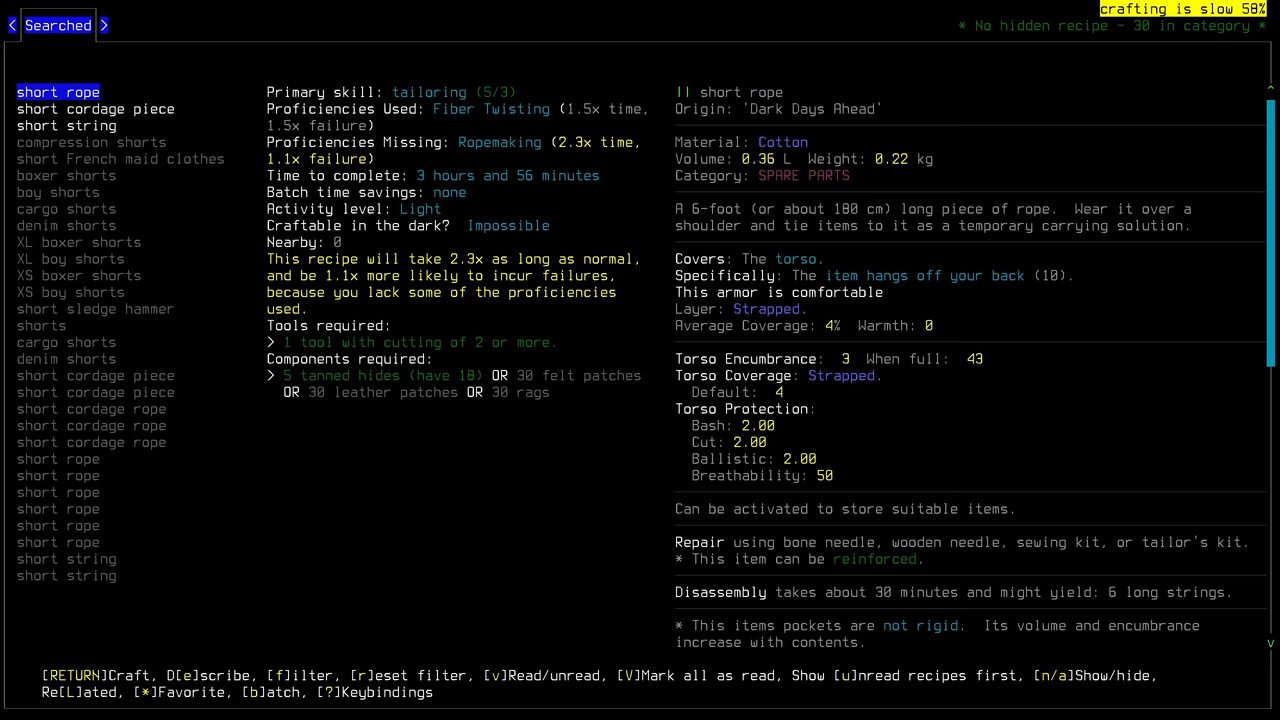 crafting is slow 58%
< Searched >
* No hidden recipe - 30 in category *
short rope
short cordage piece
short string
compression shorts
short French maid clothes
boxer shorts
boy shorts
cargo shorts
denim shorts
XL boxer shorts
XL boy shorts
XS boxer shorts
XS boy shorts
short sledge hammer
shorts
cargo shorts
denim shorts
short cordage piece
short cordage piece
short cordage rope
short cordage rope
short cordage rope
short rope
short rope
short rope
short rope
short rope
short rope
short string
short string
Primary skill: tailoring (5/3)
Proficiencies Used: Fiber Twisting (1.5x time,
1.5x failure)
Proficiencies Missing: Ropemaking (2.3x time,
1.1x failure)
Time to complete: 3 hours and 56 minutes
Batch time savings: none
Activity level: Light
Craftable in the dark?  Impossible
Nearby: 0
This recipe will take 2.3x as long as normal,
and be 1.1x more likely to incur failures,
because you lack some of the proficiencies
used.
Tools required:
> 1 tool with cutting of 2 or more.
Components required:
> 5 tanned hides (have 18) OR 30 felt patches
OR 30 leather patches OR 30 rags
|| short rope
Origin: 'Dark Days Ahead'
Material: Cotton
Volume: 0.36 L  Weight: 0.22 kg
Category: SPARE PARTS
A 6-foot (or about 180 cm) long piece of rope.  Wear it over a
shoulder and tie items to it as a temporary carrying solution.
Covers: The torso.
Specifically: The item hangs off your back (10).
This armor is comfortable
Layer: Strapped.
Average Coverage: 4%  Warmth: 0
Torso Encumbrance:  3  When full:  43
Torso Coverage: Strapped.
Default:  4
Torso Protection:
Bash: 2.00
Cut: 2.00
Ballistic: 2.00
Breathability: 50
Can be activated to store suitable items.
Repair using bone needle, wooden needle, sewing kit, or tailor's kit.
* This item can be reinforced.
Disassembly takes about 30 minutes and might yield: 6 long strings.
* This items pockets are not rigid.  Its volume and encumbrance
increase with contents.
[RETURN]Craft, D[e]scribe, [f]ilter, [r]eset filter, [v]Read/unread, [V]Mark all as read, Show [u]nread recipes first, [n/a]Show/hide,
Re[L]ated, [*]Favorite, [b]atch, [?]Keybindings